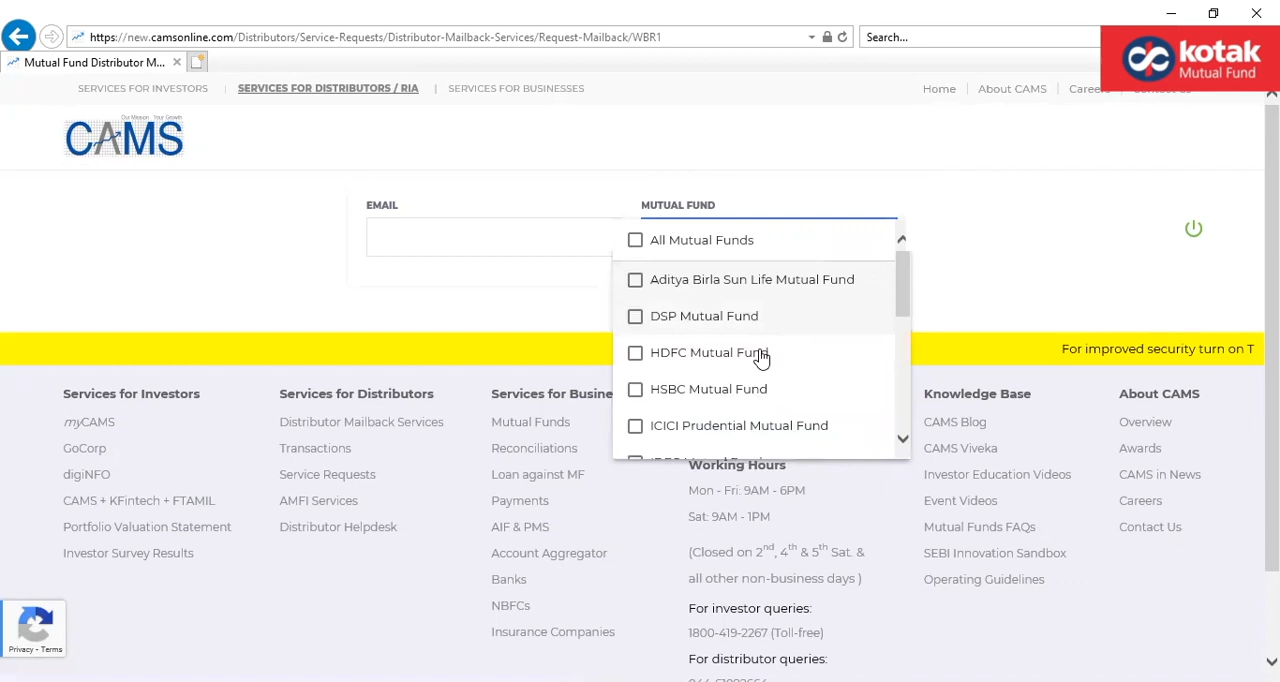 https://new.camsonline.com/Distributors/Service-Requests/Distributor-Mailback-Services/Request-Mailback/WBR1
Search...
kotak
Mutual Fund
Mutual Fund Distributor M...
SERVICES FOR INVESTORS | SERVICES FOR DISTRIBUTORS / RIA | SERVICES FOR BUSINESSES
Home | About CAMS | Careers
Our Mission : Your Growth
CAMS
EMAIL
MUTUAL FUND
All Mutual Funds
Aditya Birla Sun Life Mutual Fund
DSP Mutual Fund
HDFC Mutual Fund
HSBC Mutual Fund
ICICI Prudential Mutual Fund
For improved security turn on T
Services for Investors
myCAMS
GoCorp
digiNFO
CAMS + KFintech + FTAMIL
Portfolio Valuation Statement
Investor Survey Results
Services for Distributors
Distributor Mailback Services
Transactions
Service Requests
AMFI Services
Distributor Helpdesk
Services for Busine
Mutual Funds
Reconciliations
Loan against MF
Payments
AIF & PMS
Account Aggregator
Banks
NBFCs
Insurance Companies
Working Hours
Mon - Fri: 9AM - 6PM
Sat: 9AM - 1PM
(Closed on 2nd, 4th & 5th Sat. &
all other non-business days )
For investor queries:
1800-419-2267 (Toll-free)
For distributor queries:
Knowledge Base
CAMS Blog
CAMS Viveka
Investor Education Videos
Event Videos
Mutual Funds FAQs
SEBI Innovation Sandbox
Operating Guidelines
About CAMS
Overview
Awards
CAMS in News
Careers
Contact Us
Privacy - Terms